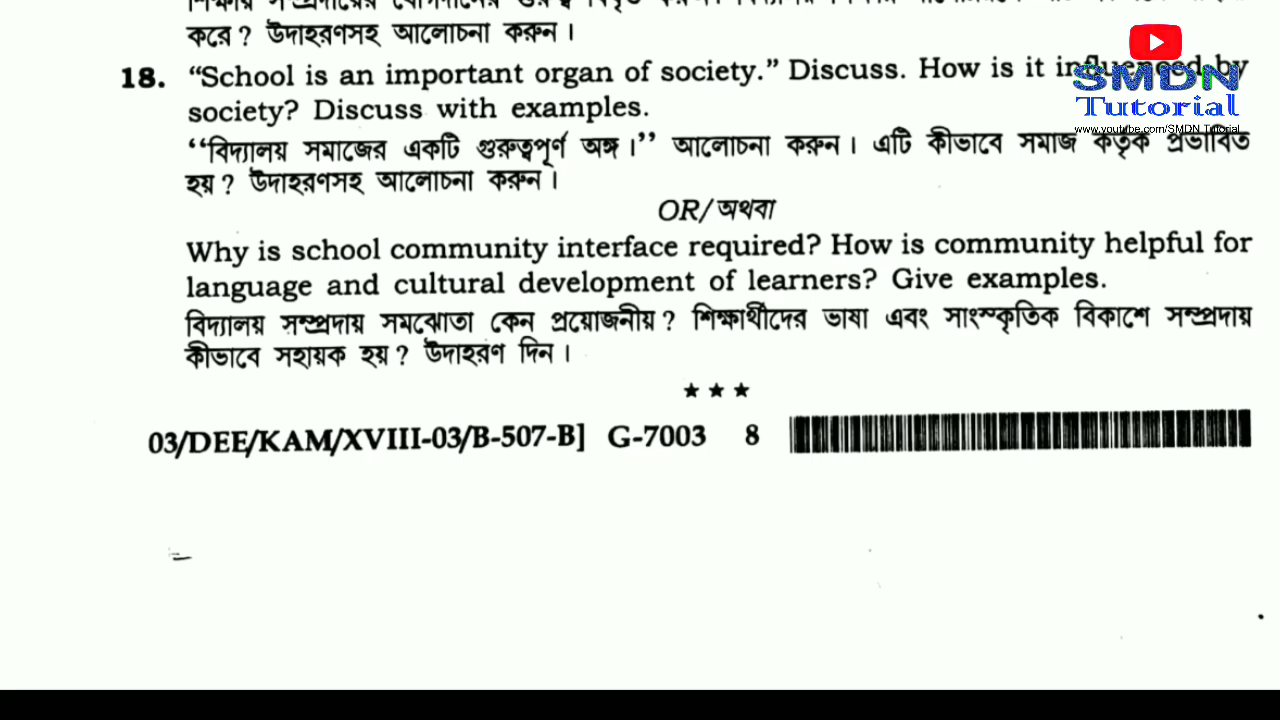 করে ? উদাহরণসহ আলোচনা করুন ।
18. “School is an important organ of society.” Discuss. How is it influenced by
society? Discuss with examples.
‘‘বিদ্যালয় সমাজের একটি গুরুত্বপূর্ণ অঙ্গ ।’’ আলোচনা করুন । এটি কীভাবে সমাজ কর্তৃক প্রভাবিত
হয় ? উদাহরণসহ আলোচনা করুন ।
OR/অথবা
Why is school community interface required? How is community helpful for
language and cultural development of learners? Give examples.
বিদ্যালয় সম্প্রদায় সমঝোতা কেন প্রয়োজনীয় ? শিক্ষার্থীদের ভাষা এবং সাংস্কৃতিক বিকাশে সম্প্রদায়
কীভাবে সহায়ক হয় ? উদাহরণ দিন ।
★ ★ ★
03/DEE/KAM/XVIII-03/B-507-B] G-7003 8
SMDN
Tutorial
www.youtube.com/SMDN Tutorial